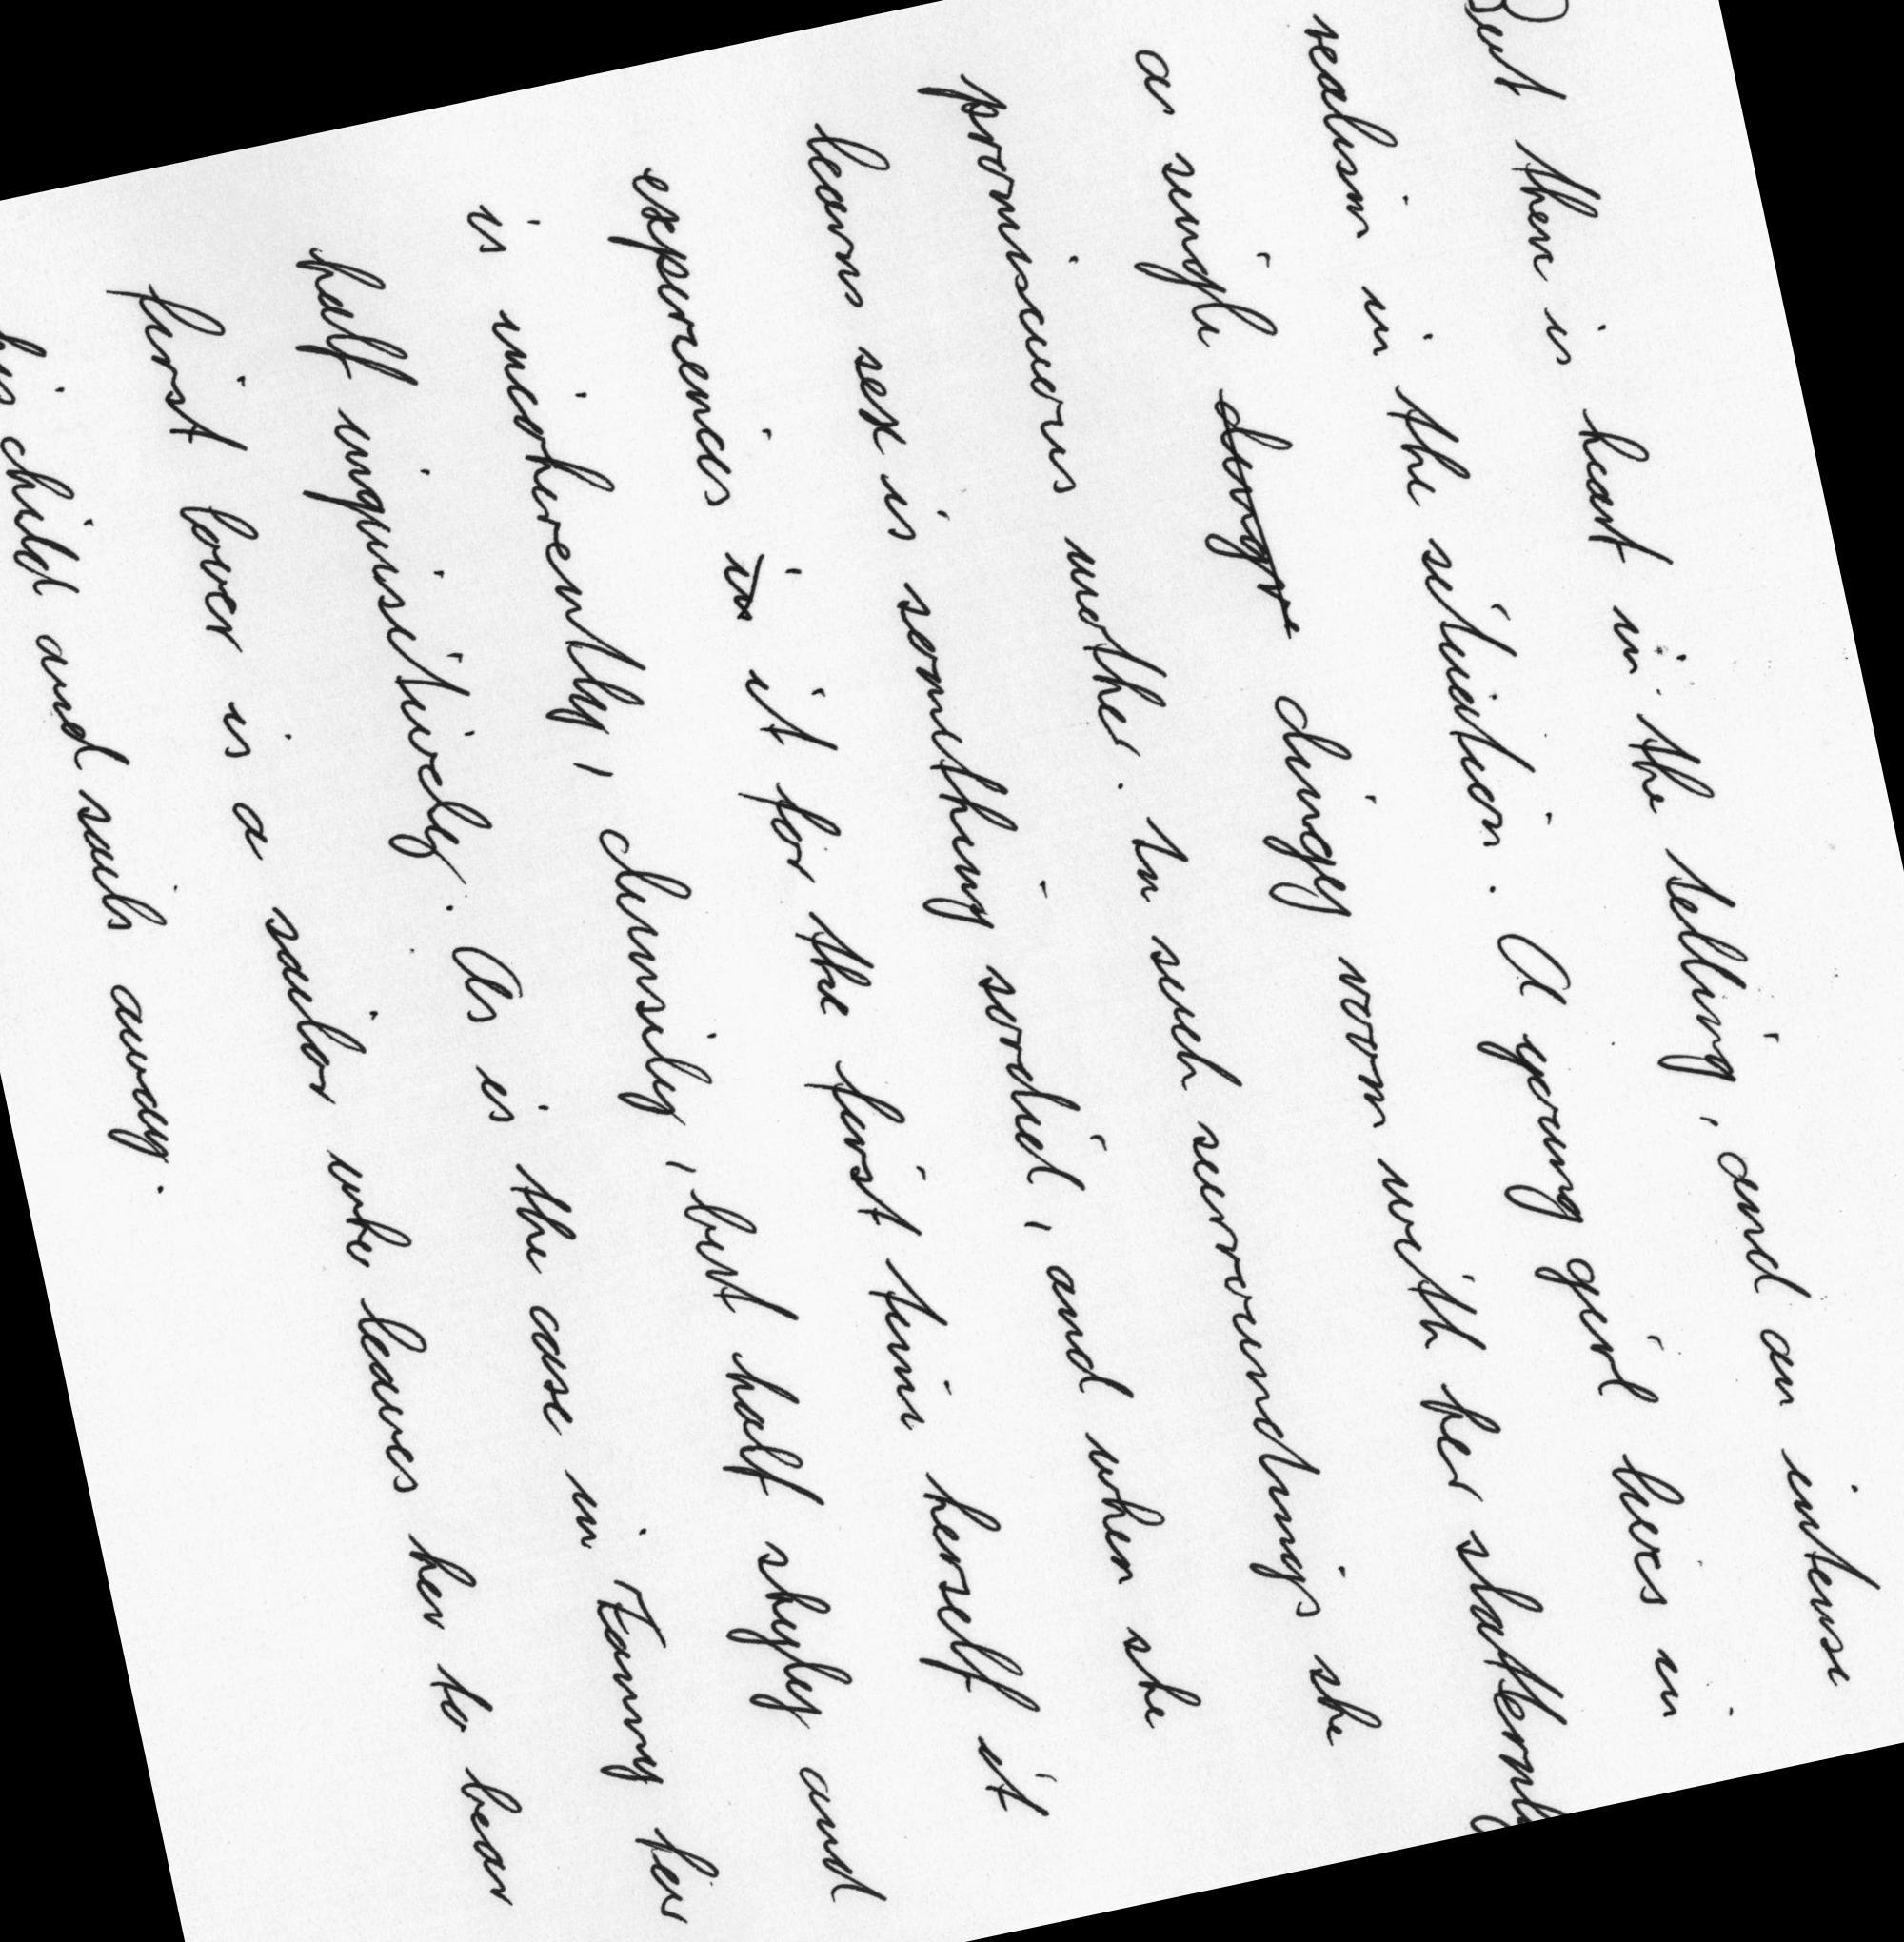 But there is heart in the telling, and an intense
realism in the situation. A young girl lives in
a single dingy room with her slatternly
promiscuous mother. In such surroundings she
learns sex is something sordid, and when she
experiences it for the first time herself it
is incoherently, clumsily, but half shyly and
half inquisitively. As is the case in Fanny her
first lover is a sailor who leaves her to bear
his child and sails away.